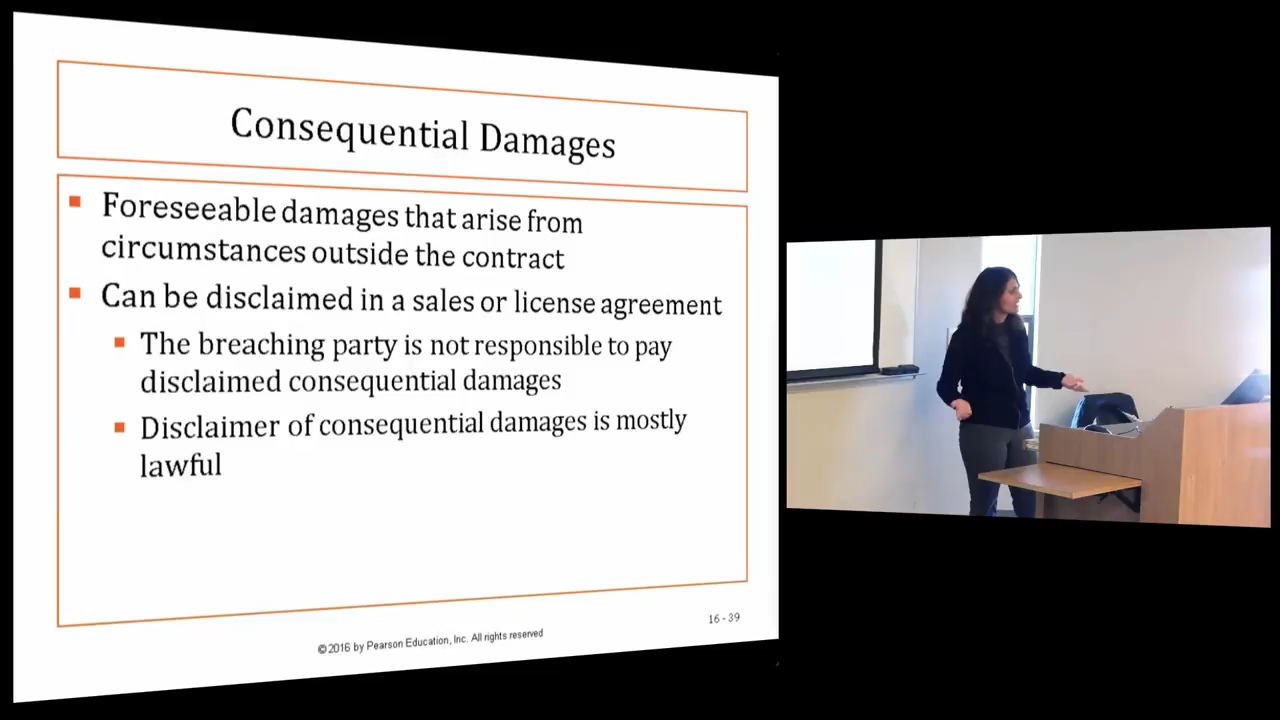 Consequential Damages
Foreseeable damages that arise from
circumstances outside the contract
Can be disclaimed in a sales or license agreement
The breaching party is not responsible to pay
disclaimed consequential damages
Disclaimer of consequential damages is mostly
lawful
16 - 39
©2016 by Pearson Education, Inc. All rights reserved